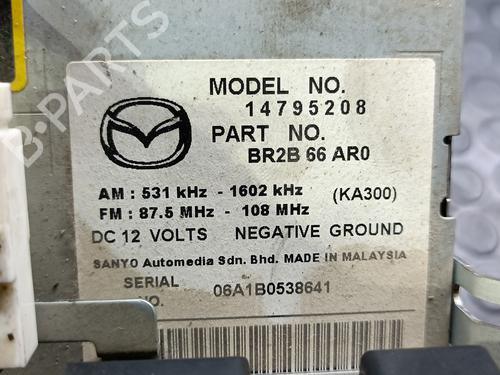 MODEL NO.
14795208
PART NO.
BR2B 66 AR0
AM : 531 kHz - 1602 kHz (KA300)
FM : 87.5 MHz - 108 MHz
DC 12 VOLTS NEGATIVE GROUND
SANYO Automedia Sdn. Bhd. MADE IN MALAYSIA
SERIAL NO. 06A1B0538641
B-PARTS